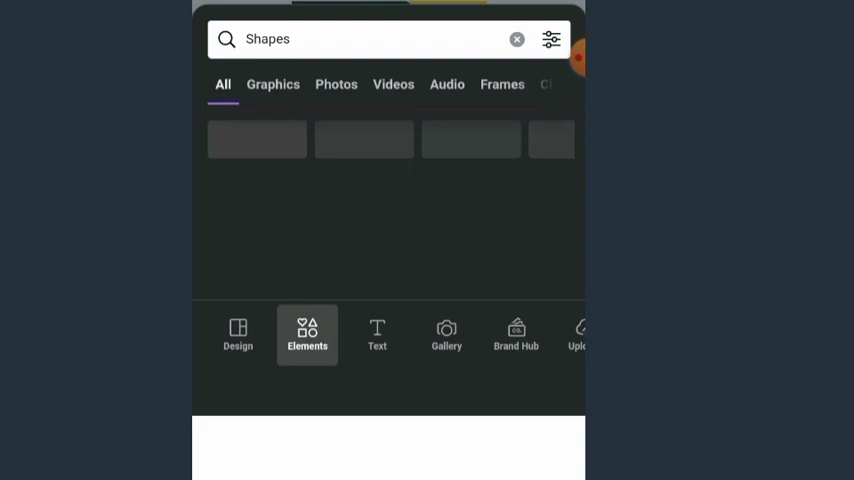 Shapes
All Graphics Photos Videos Audio Frames
Design Elements Text Gallery Brand Hub